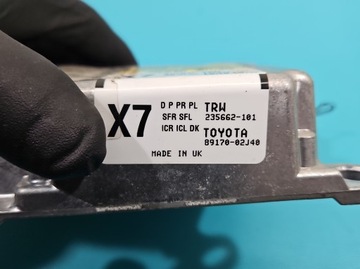 X7
D P PR PL TRW
SFR SFL 235662-101
ICR ICL DK TOYOTA
89170-02J40
MADE IN UK